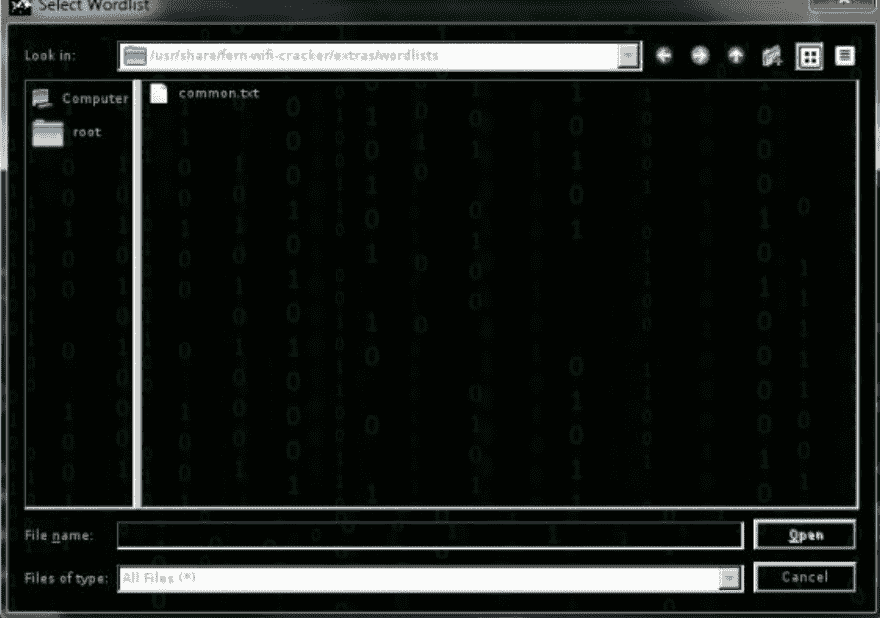 Select Wordlist
Look in: /usr/share/fern-wifi-cracker/extras/wordlists
Computer
root
common.txt
File name:
Open
Files of type: All Files (*)
Cancel